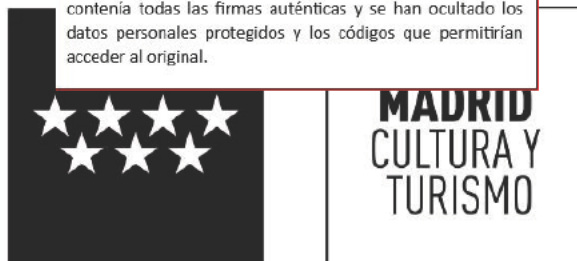 contenía todas las firmas auténticas y se han ocultado los
datos personales protegidos y los códigos que permitirían
acceder al original.
MADRID
CULTURA Y
TURISMO